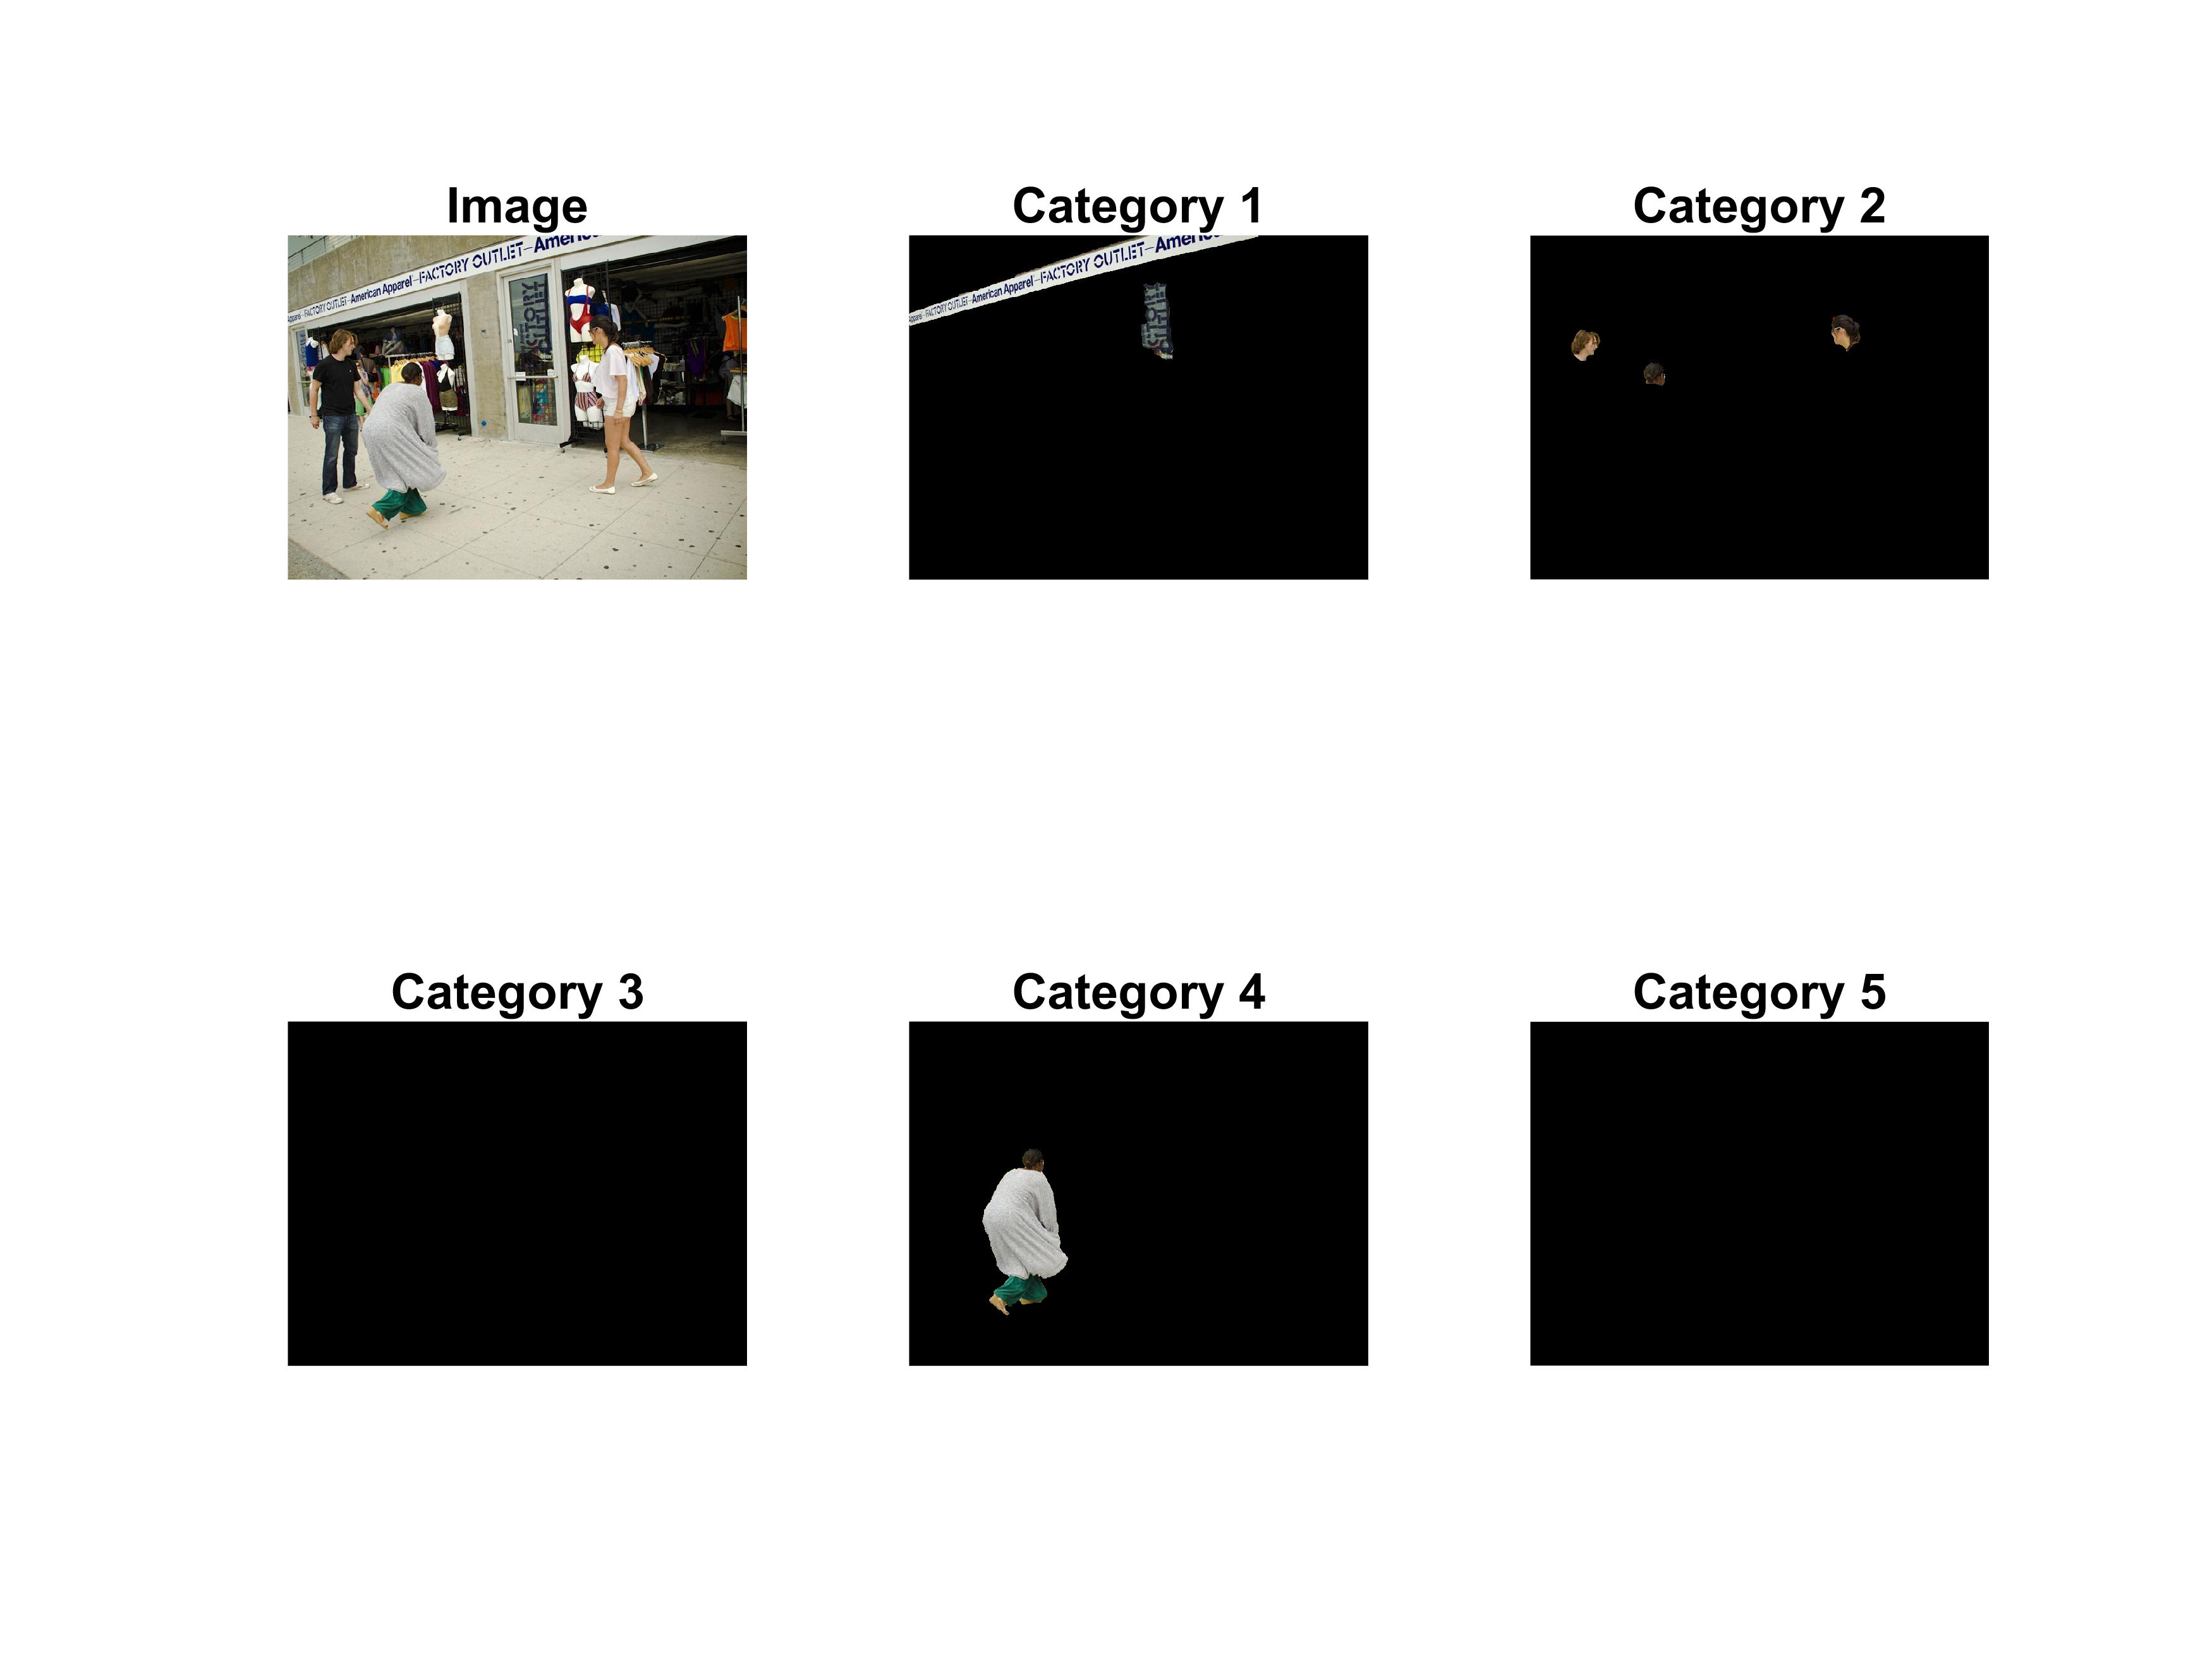 Image
Category 1
Category 2
Apparel–FACTORY OUTLET–American Apparel–FACTORY OUTLET–Americ
FACTORY
OUTLET
Apparel–FACTORY OUTLET–American Apparel–FACTORY OUTLET–Americ
Category 3
Category 4
Category 5